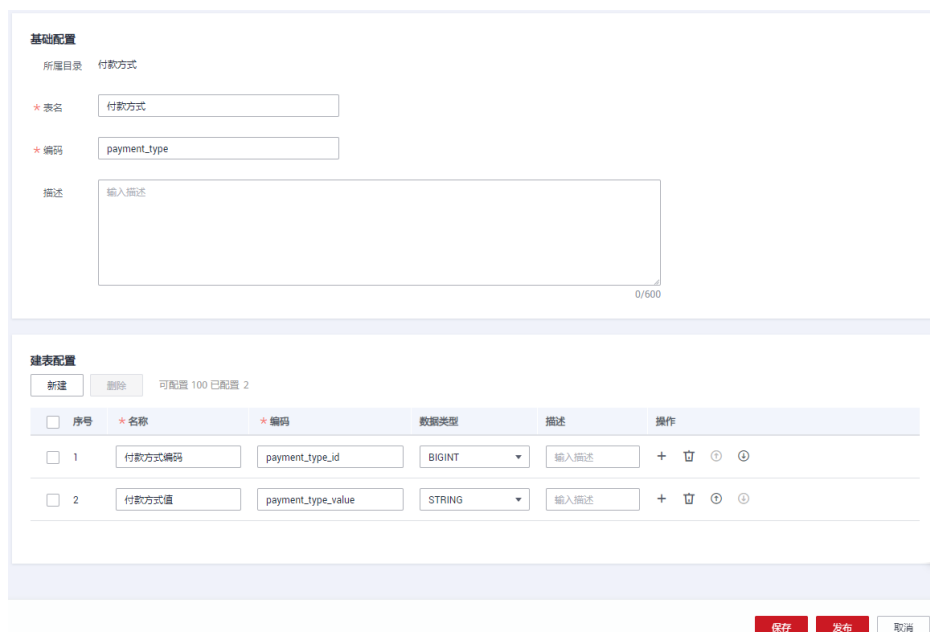 基础配置
所属目录 付款方式
* 表名 付款方式
* 编码 payment_type
描述 输入描述
0/600
建表配置
新建 删除 可配置 100 已配置 2
序号 * 名称 * 编码 数据类型 描述 操作
1 付款方式编码 payment_type_id BIGINT 输入描述
2 付款方式值 payment_type_value STRING 输入描述
保存 发布 取消